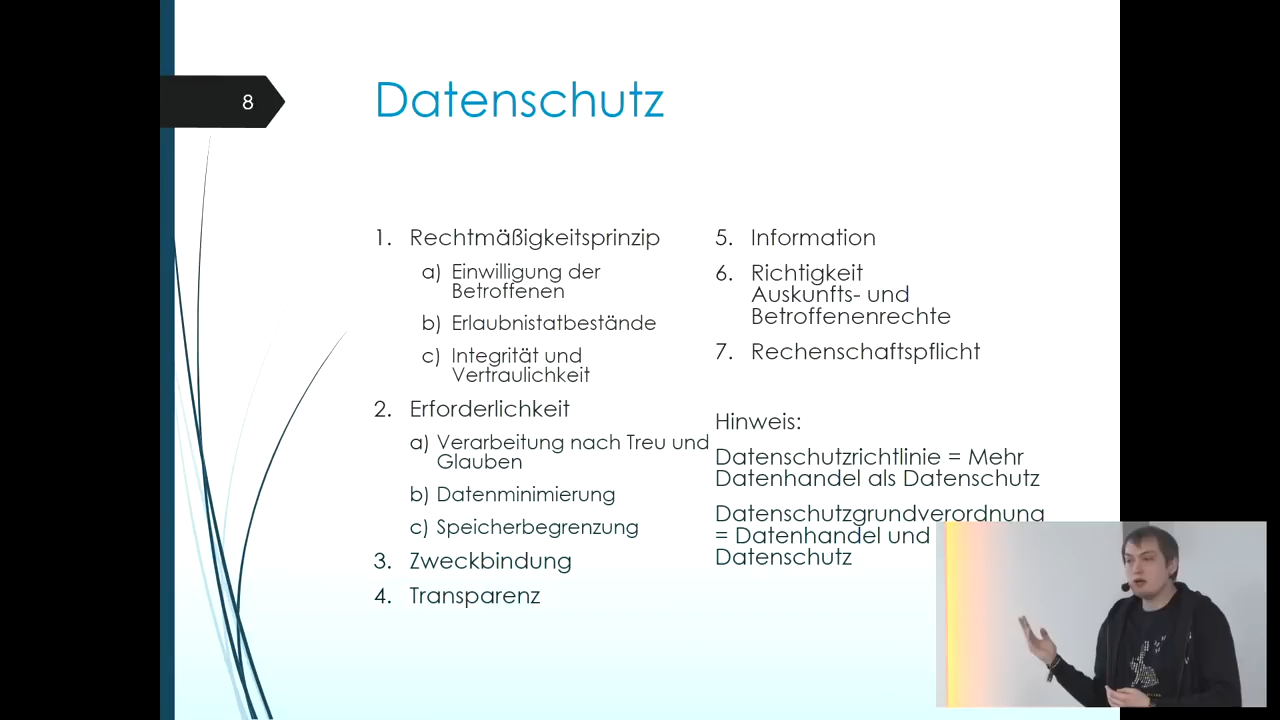 8
Datenschutz
1. Rechtmäßigkeitsprinzip
a) Einwilligung der
Betroffenen
b) Erlaubnistatbestände
c) Integrität und
Vertraulichkeit
2. Erforderlichkeit
a) Verarbeitung nach Treu und
Glauben
b) Datenminimierung
c) Speicherbegrenzung
3. Zweckbindung
4. Transparenz
5. Information
6. Richtigkeit
Auskunfts- und
Betroffenenrechte
7. Rechenschaftspflicht
Hinweis:
Datenschutzrichtlinie = Mehr
Datenhandel als Datenschutz
Datenschutzgrundverordnung
= Datenhandel und
Datenschutz